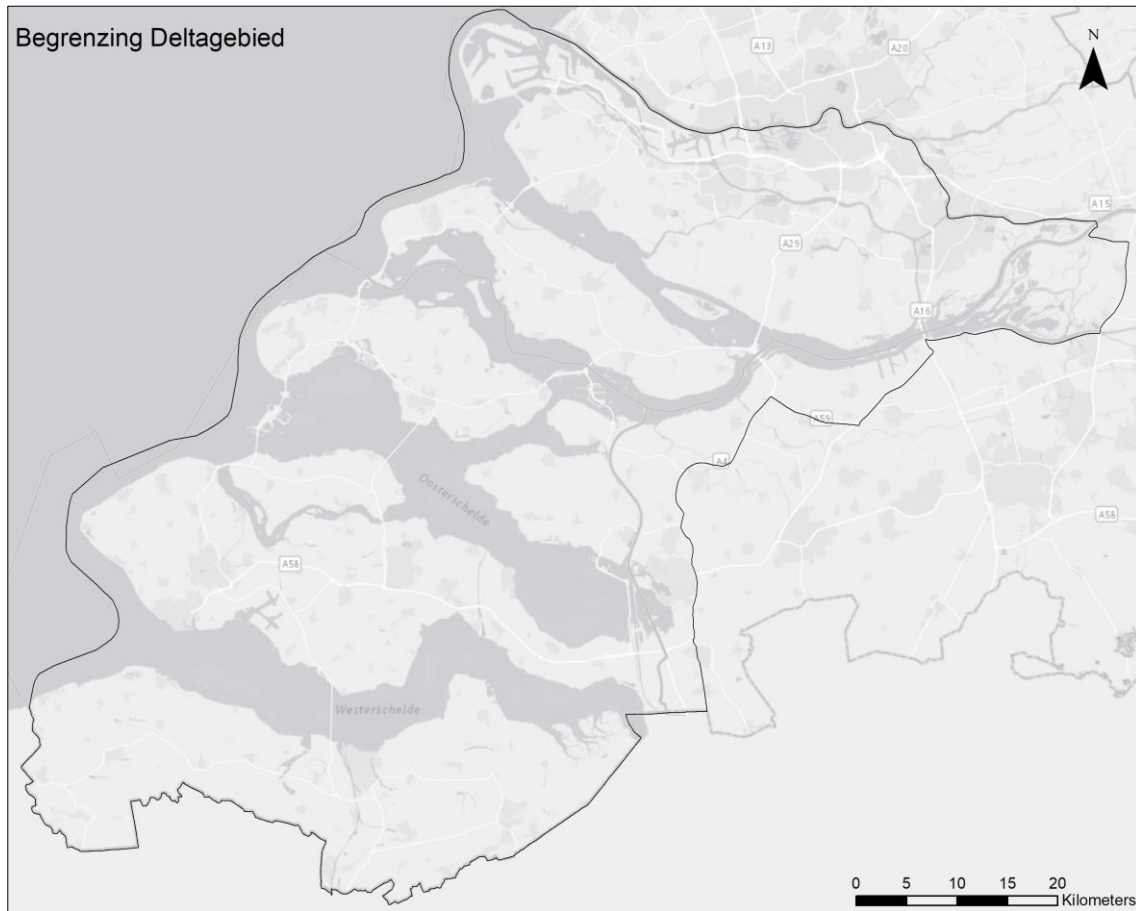 Begrenzing Deltagebied
N
A13
A20
A15
A29
A16
A59
A4
Oosterschelde
A58
A58
Westerschelde
0 5 10 15 20
Kilometers